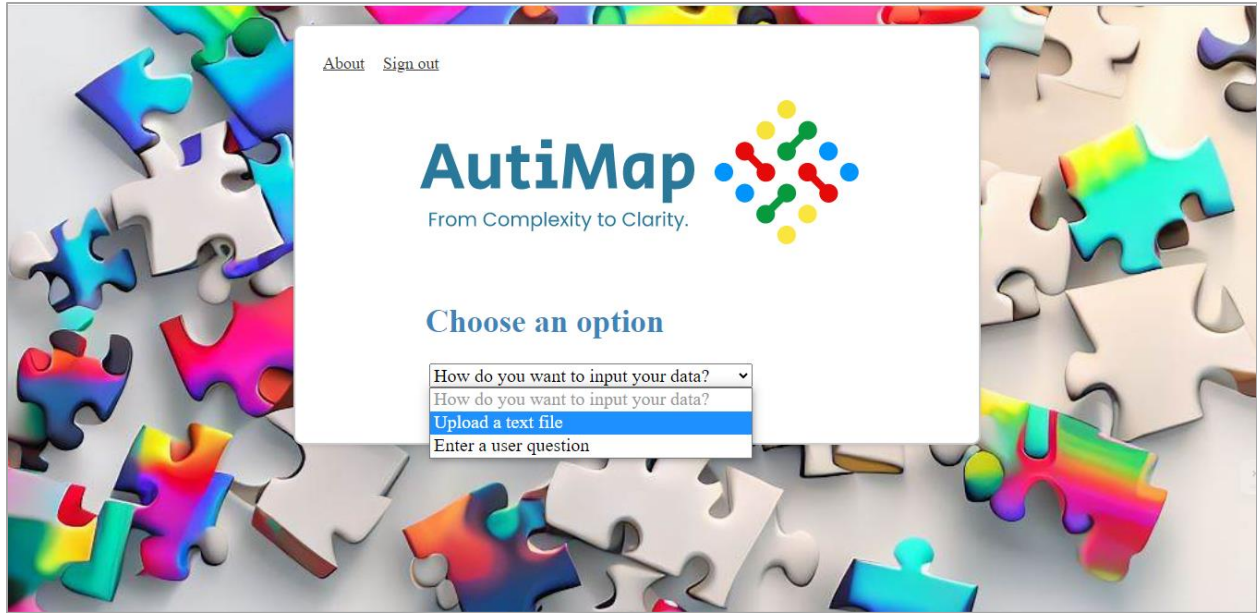 About Sign out
AutiMap
From Complexity to Clarity.
Choose an option
How do you want to input your data?
How do you want to input your data?
Upload a text file
Enter a user question